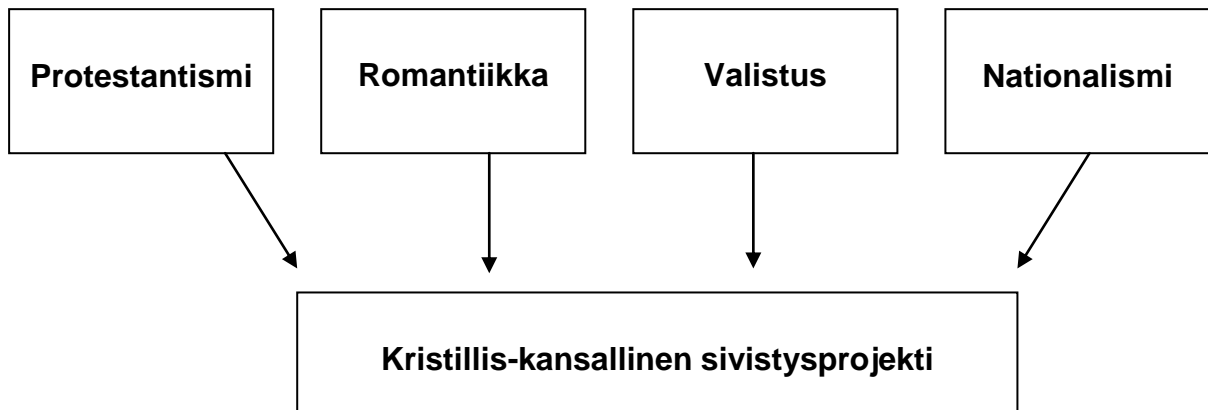 Protestantismi
Romantiikka
Valistus
Nationalismi
Kristillis-kansallinen sivistysprojekti